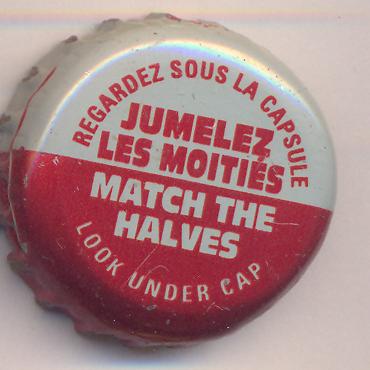 REGARDEZ SOUS LA CAPSULE
JUMELEZ
LES MOITIÉS
MATCH THE
HALVES
LOOK UNDER CAP